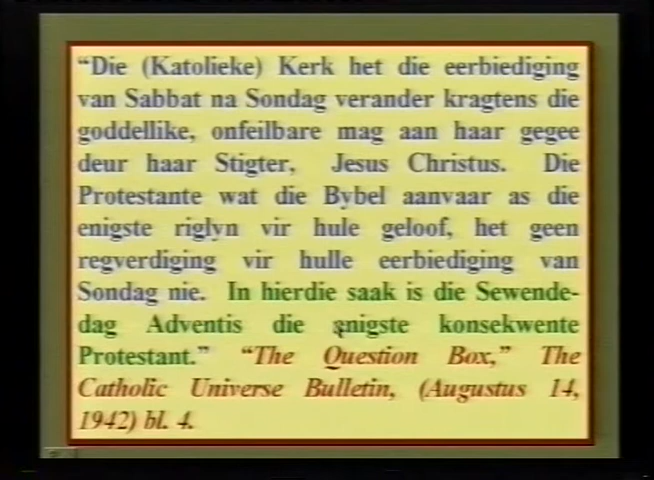 “Die (Katolieke) Kerk het die eerbiediging
van Sabbat na Sondag verander kragtens die
goddellike, onfeilbare mag aan haar gegee
deur haar Stigter, Jesus Christus. Die
Protestante wat die Bybel aanvaar as die
enigste riglyn vir hule geloof, het geen
regverdiging vir hulle eerbiediging van
Sondag nie. In hierdie saak is die Sewende-
dag Adventis die enigste konsekwente
Protestant.” “The Question Box,” The
Catholic Universe Bulletin, (Augustus 14,
1942) bl. 4.